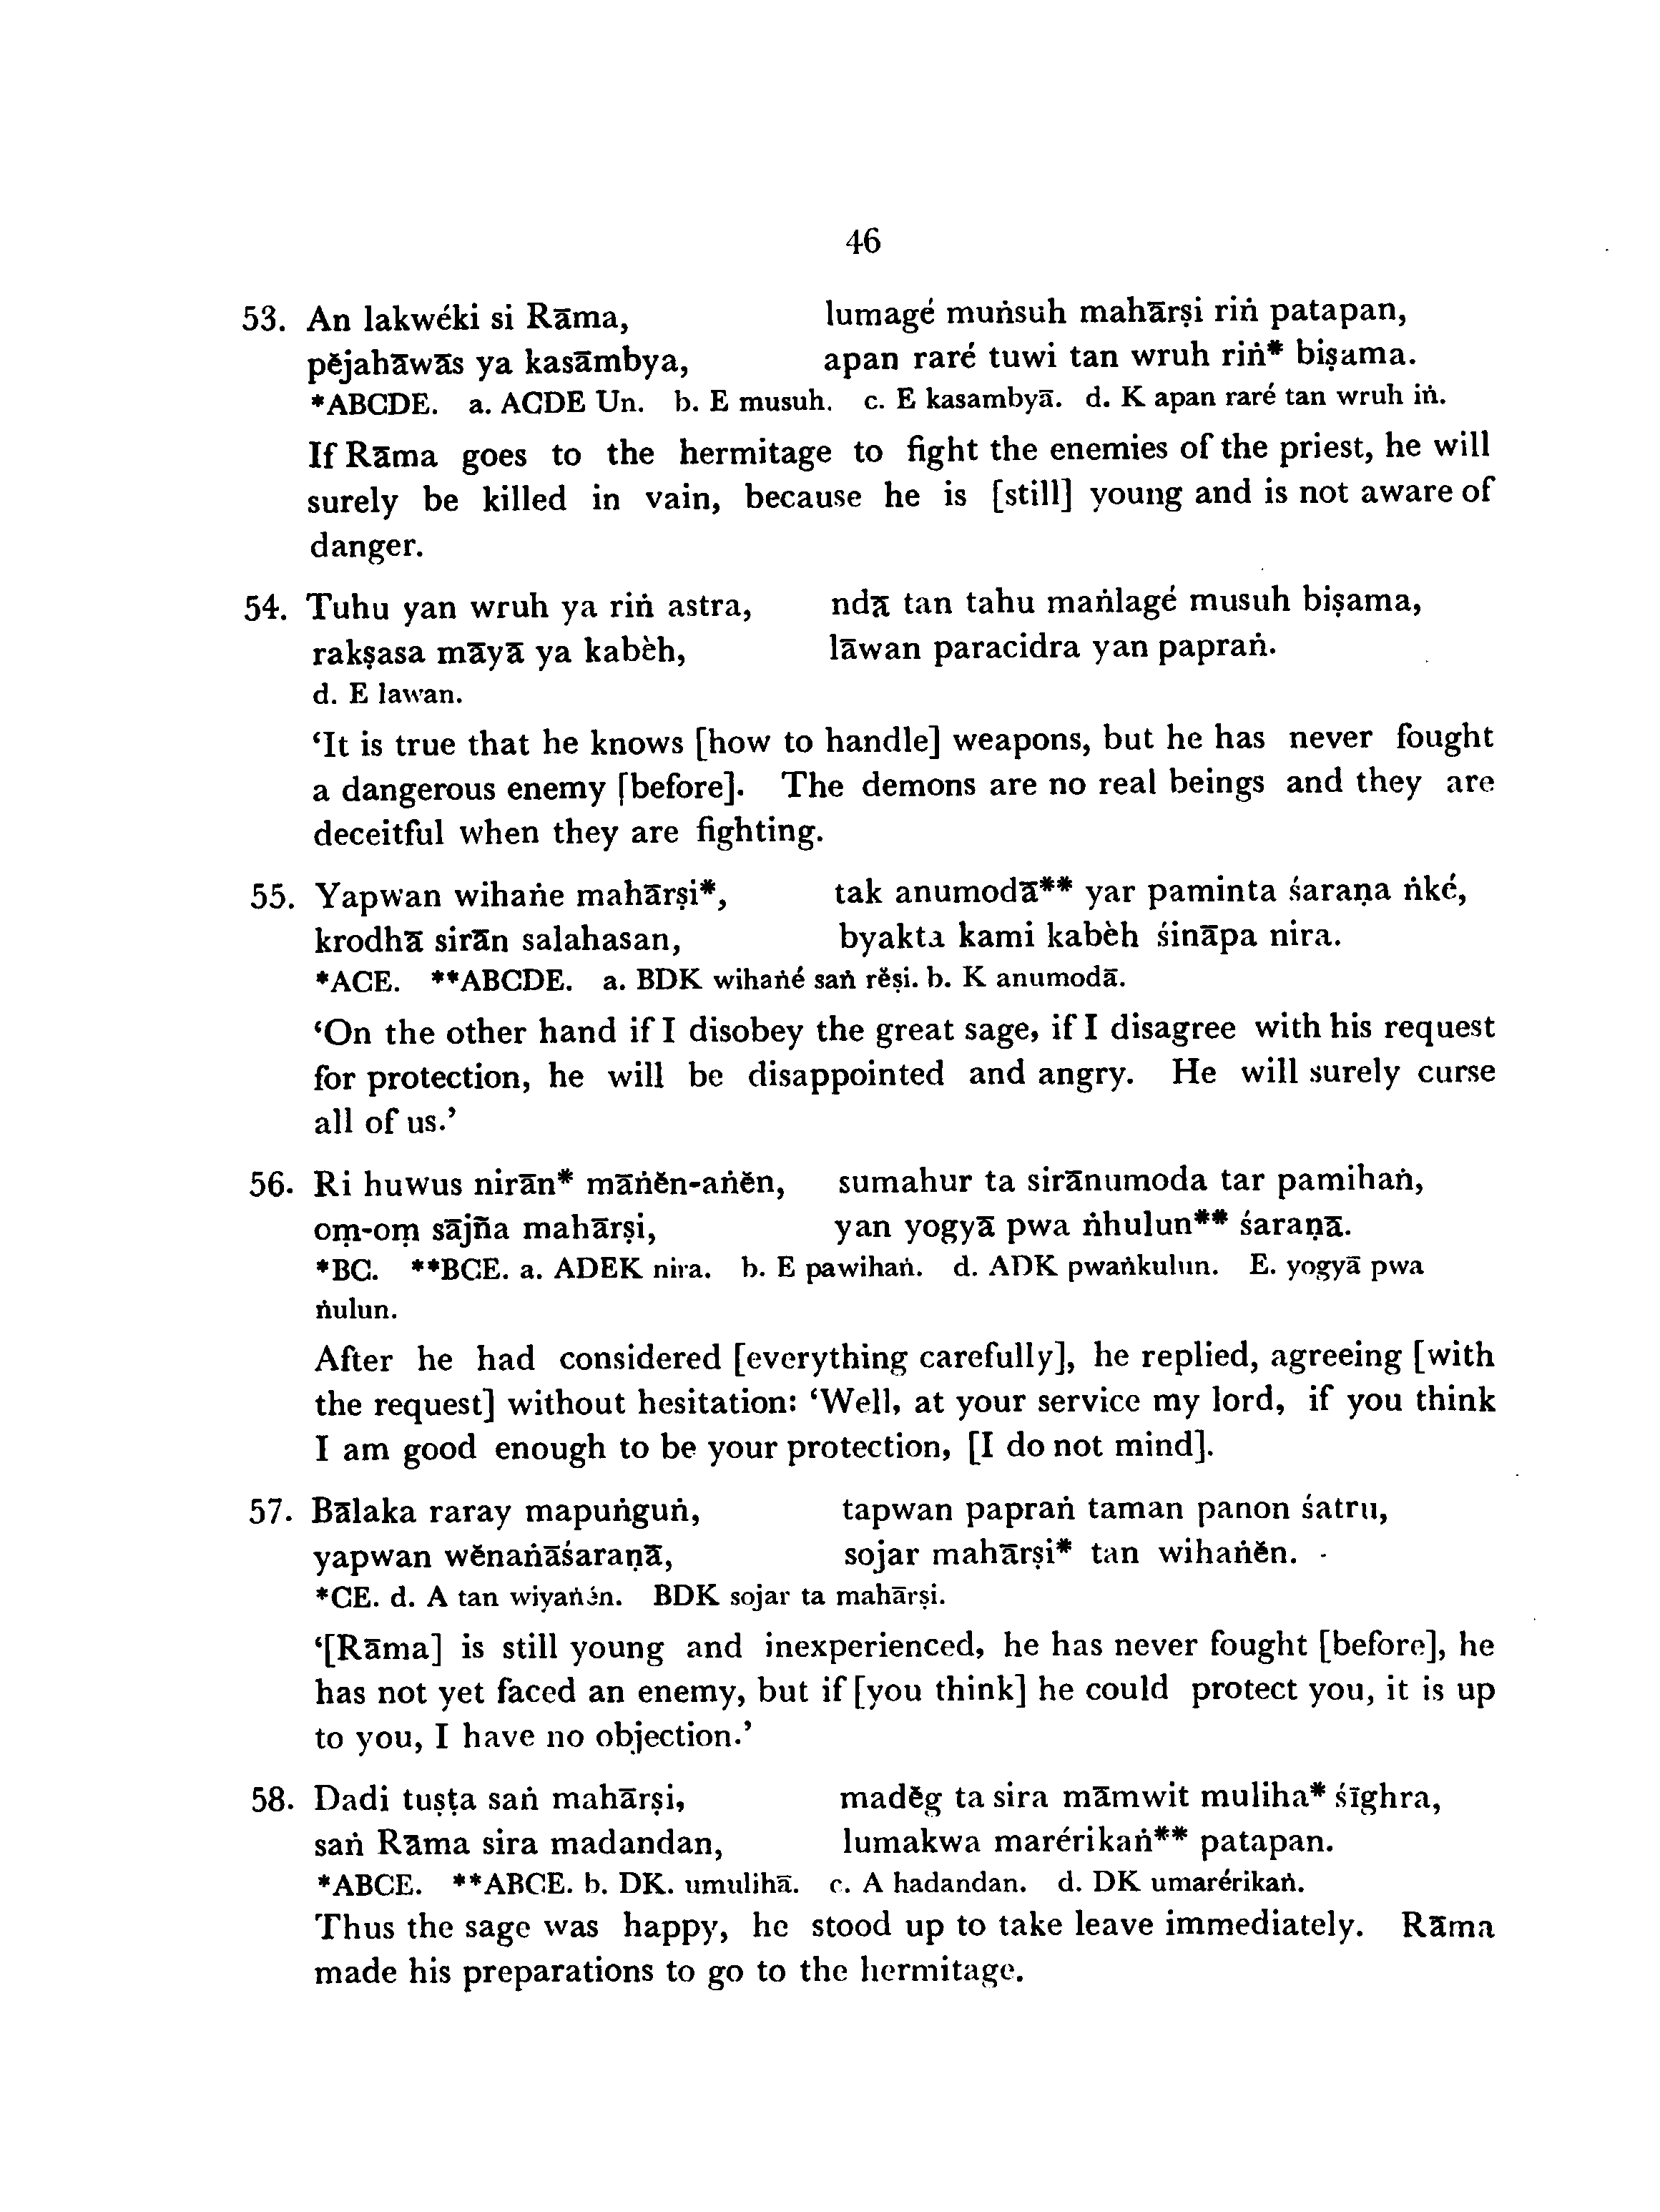 46
53. An lakwéki si Rāma, lumagé muṅsuh mahārṣi riṅ patapan,
pějahāwās ya kasāmbya, apan raré tuwi tan wruh riṅ* biṣama.
*ABCDE. a. ACDE Un. b. E musuh. c. E kasambyā. d. K apan raré tan wruh iṅ.
If Rāma goes to the hermitage to fight the enemies of the priest, he will
surely be killed in vain, because he is [still] young and is not aware of
danger.
54. Tuhu yan wruh ya riṅ astra, ndā tan tahu maṅlagé musuh biṣama,
rakṣasa māyā ya kabèh, lāwan paracidra yan papraṅ.
d. E lawan.
‘It is true that he knows [how to handle] weapons, but he has never fought
a dangerous enemy [before]. The demons are no real beings and they are
deceitful when they are fighting.
55. Yapwan wihaṅe mahārṣi*, tak anumodā** yar paminta śaraṇa ṅké,
krodhā sirān salahasan, byakta kami kabèh śināpa nira.
*ACE. **ABCDE. a. BDK wihaṅé saṅ rěṣi. b. K anumodā.
‘On the other hand if I disobey the great sage, if I disagree with his request
for protection, he will be disappointed and angry. He will surely curse
all of us.’
56. Ri huwus nirān* māṅěn-aṅěn, sumahur ta sirānumoda tar pamihaṅ,
oṃ-oṃ sājña mahārṣi, yan yogyā pwa ṅhulun** śaraṇā.
*BC. **BCE. a. ADEK nira. b. E pawihaṅ. d. ADK pwaṅkulun. E. yogyā pwa
ṅulun.
After he had considered [everything carefully], he replied, agreeing [with
the request] without hesitation: ‘Well, at your service my lord, if you think
I am good enough to be your protection, [I do not mind].
57. Bālaka raray mapuṅguṅ, tapwan papraṅ taman panon śatru,
yapwan wěnaṅāśaraṇā, sojar mahārṣi* tan wihaṅěn.
*CE. d. A tan BDK sojar ta mahārṣi.
‘[Rāma] is still young and inexperienced, he has never fought [before], he
has not yet faced an enemy, but if [you think] he could protect you, it is up
to you, I have no objection.’
58. Dadi tuṣṭa saṅ mahārṣi, maděg ta sira māmwit muliha* śīghra,
saṅ Rāma sira madandan, lumakwa marérikaṅ** patapan.
*ABCE. **ABCE. b. DK. umulihā. c. A hadandan. d. DK umarérikaṅ.
Thus the sage was happy, he stood up to take leave immediately. Rāma
made his preparations to go to the hermitage.